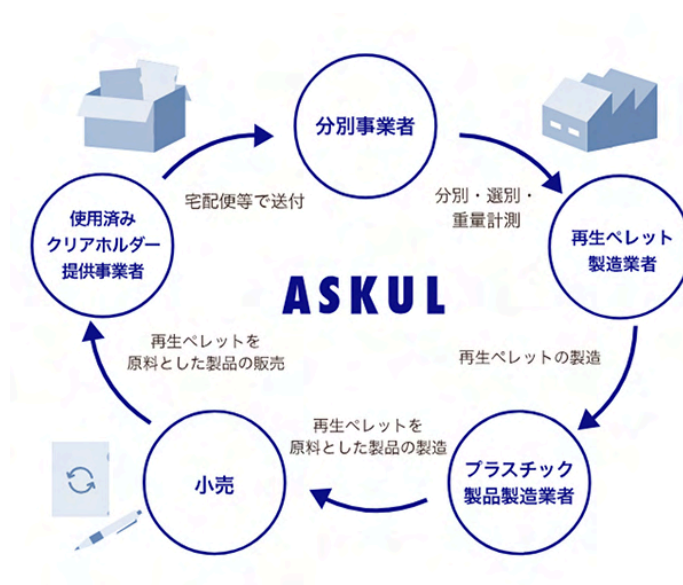 分別事業者
宅配便等で送付
分別・選別・
重量計測
使用済み
クリアホルダー
提供事業者
再生ペレット
製造業者
ASKUL
再生ペレットを
原料とした製品の販売
再生ペレットの製造
再生ペレットを
原料とした製品の製造
小売
プラスチック
製品製造業者